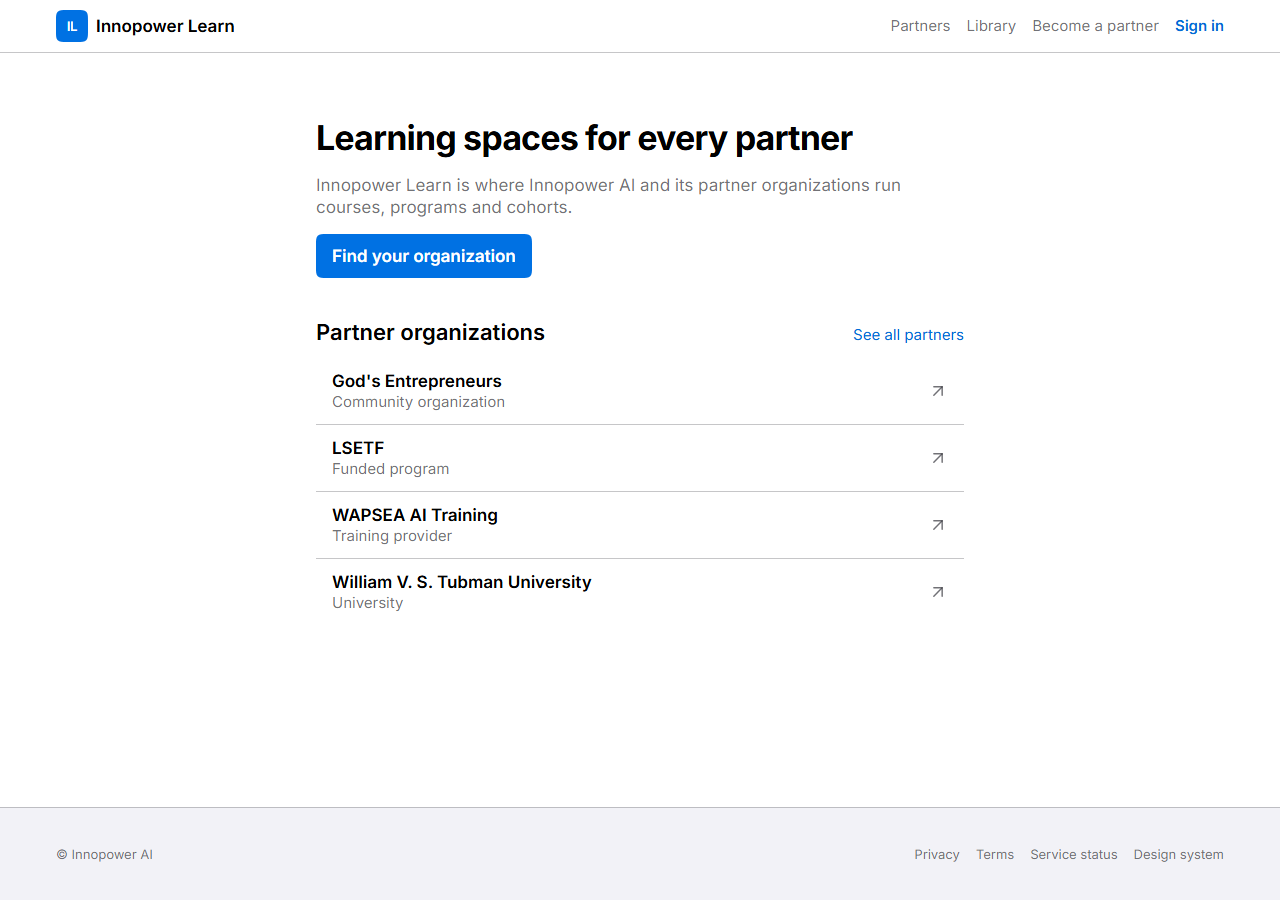 IL Innopower Learn Partners Library Become a partner Sign in
Learning spaces for every partner
Innopower Learn is where Innopower AI and its partner organizations run
courses, programs and cohorts.
Find your organization
Partner organizations See all partners
God's Entrepreneurs
Community organization
LSETF
Funded program
WAPSEA AI Training
Training provider
William V. S. Tubman University
University
© Innopower AI Privacy Terms Service status Design system